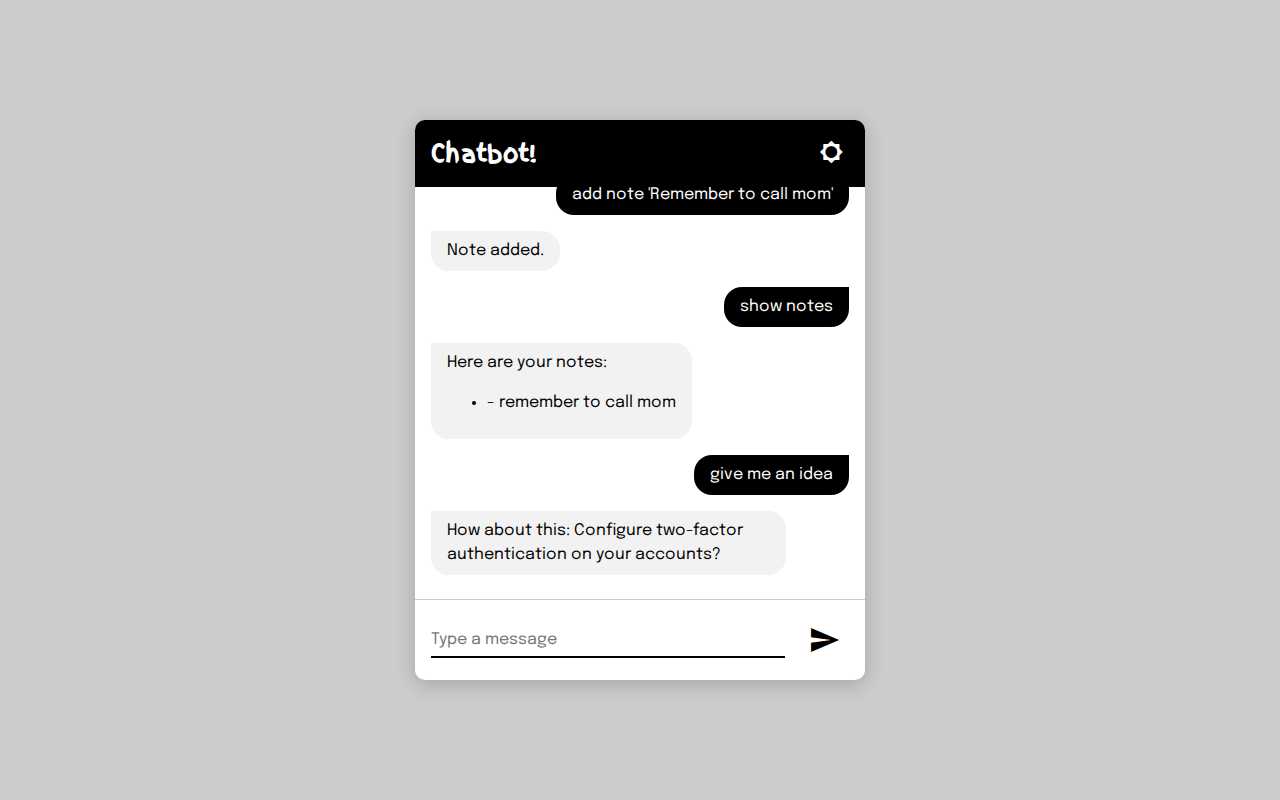 Chatbot!
add note 'Remember to call mom'
Note added.
show notes
Here are your notes:
• - remember to call mom
give me an idea
How about this: Configure two-factor
authentication on your accounts?
Type a message